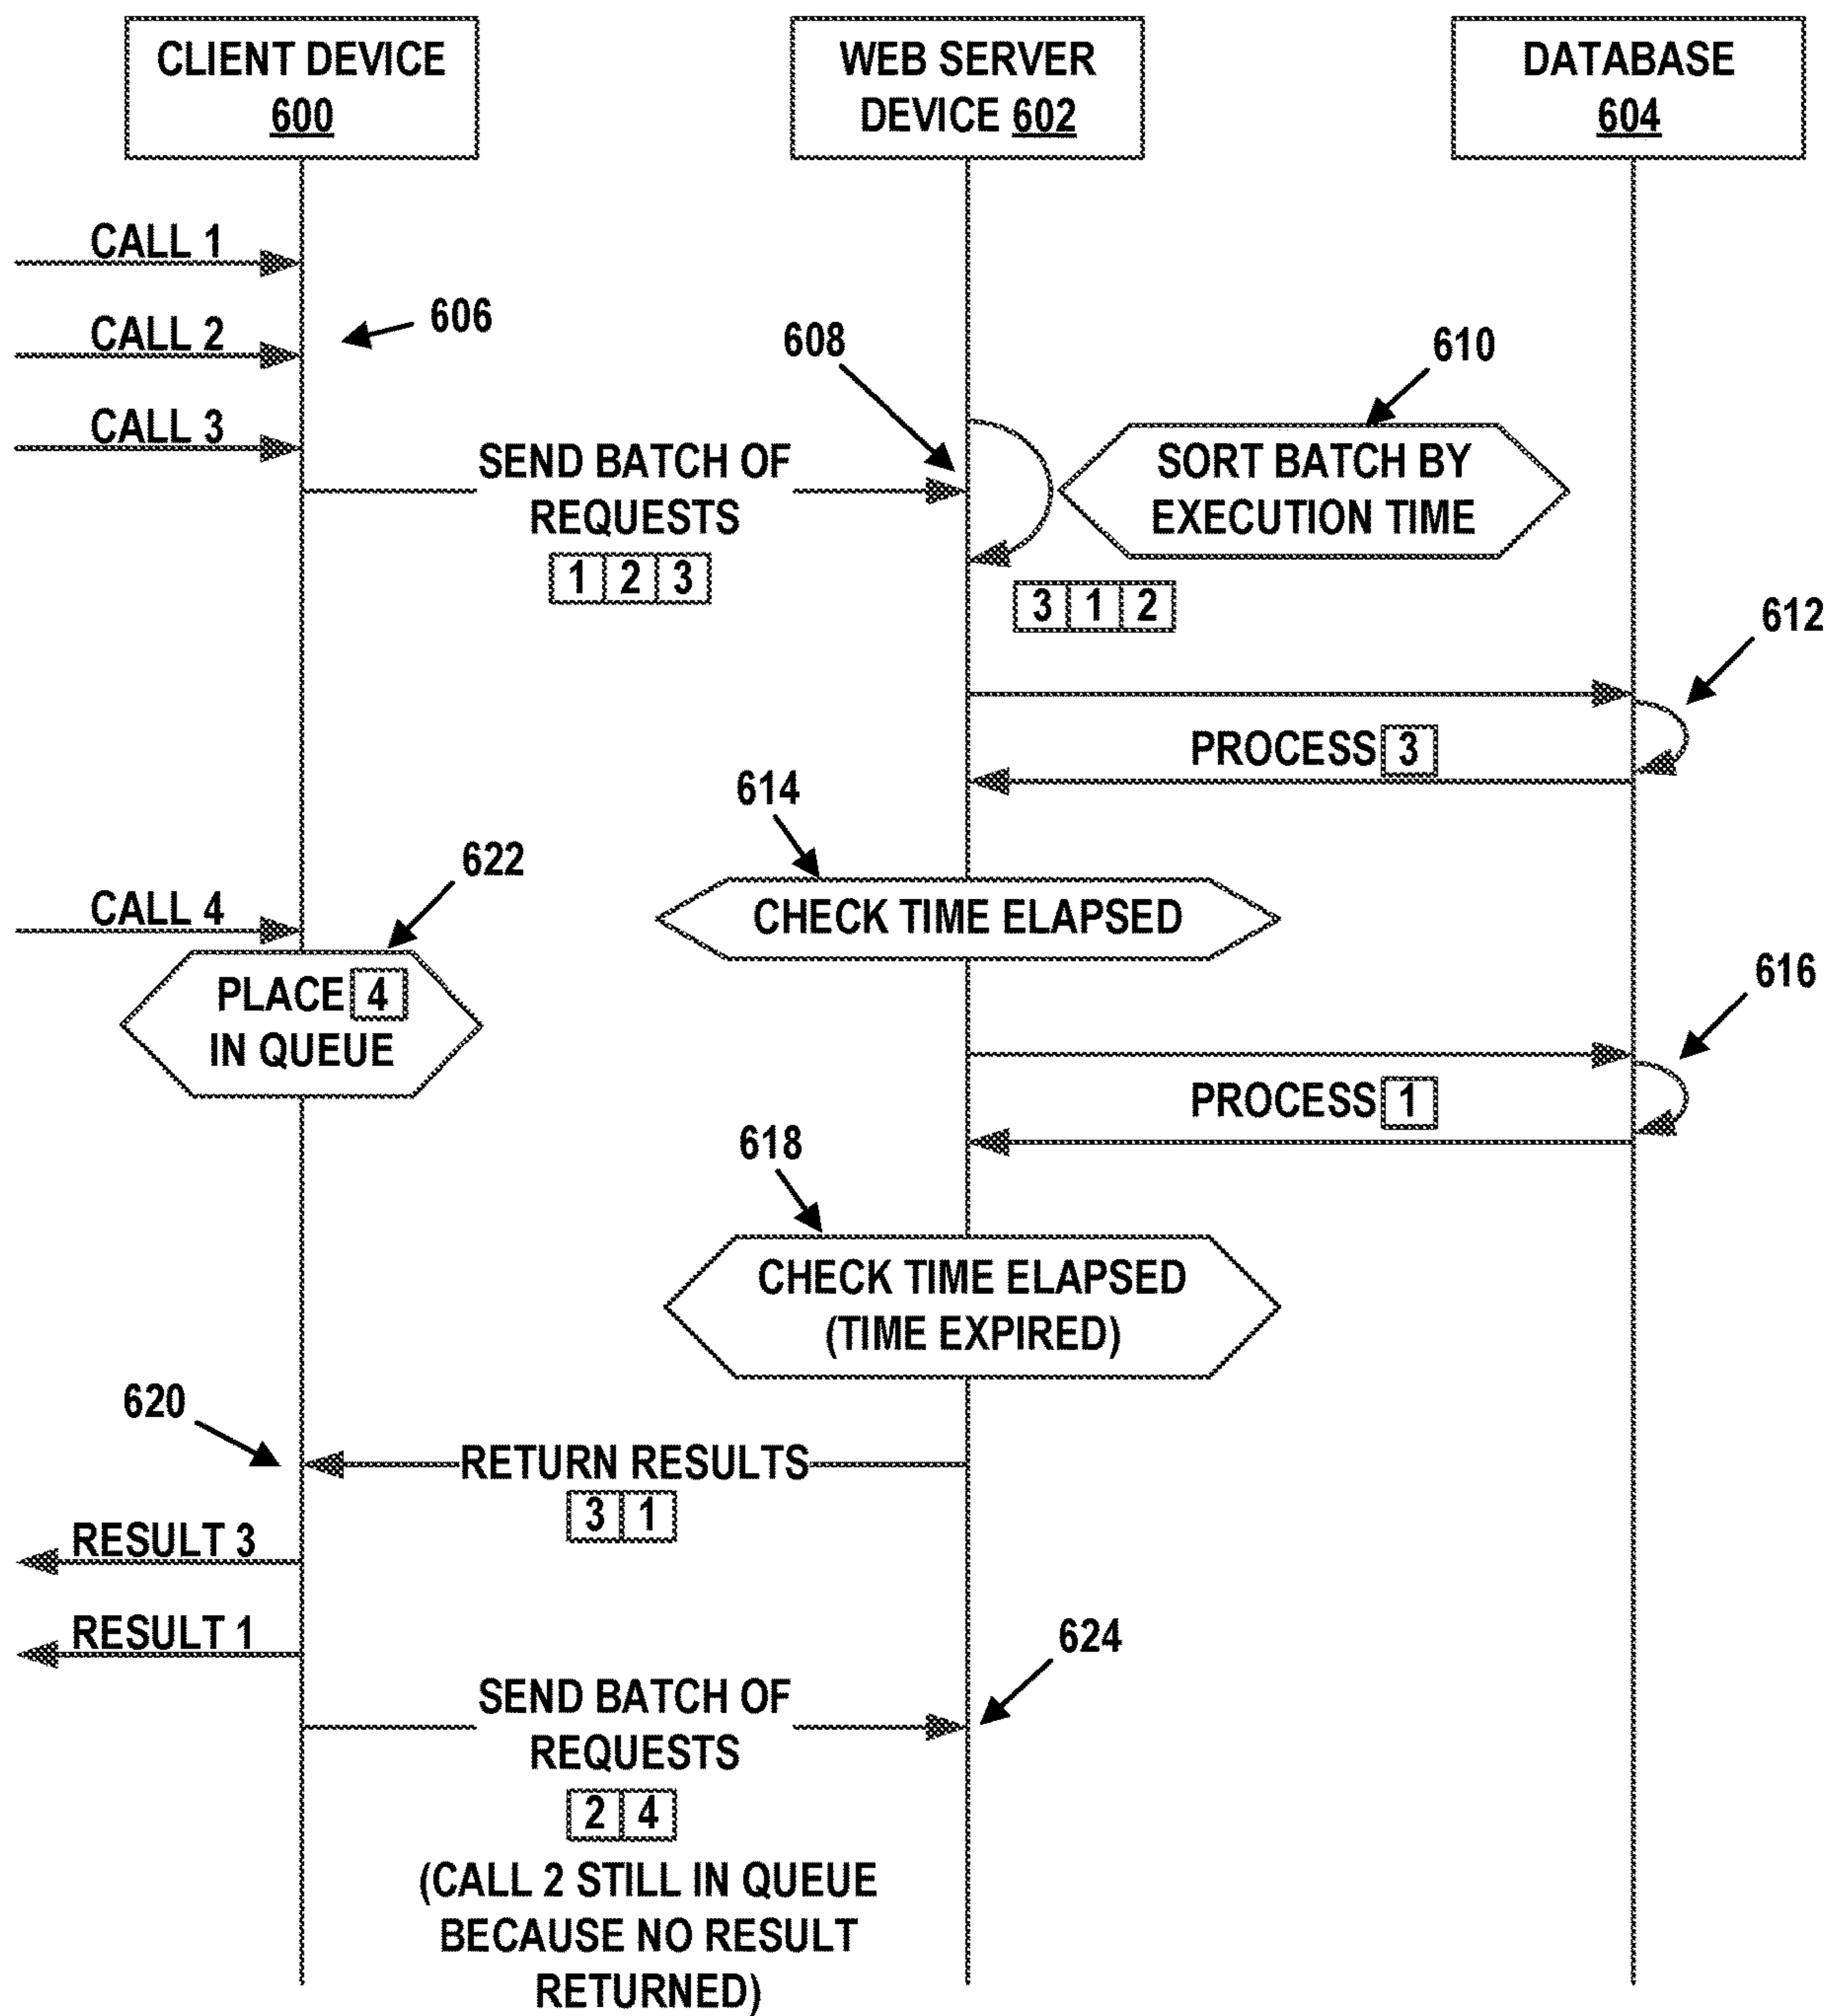 CLIENT DEVICE
600
WEB SERVER
DEVICE 602
DATABASE
604
CALL 1
CALL 2
606
608
610
CALL 3
SEND BATCH OF
REQUESTS
1 2 3
SORT BATCH BY
EXECUTION TIME
3 1 2
612
PROCESS 3
614
622
CALL 4
CHECK TIME ELAPSED
PLACE 4
IN QUEUE
616
PROCESS 1
618
CHECK TIME ELAPSED
(TIME EXPIRED)
620
RETURN RESULTS
3 1
RESULT 3
RESULT 1
624
SEND BATCH OF
REQUESTS
2 4
(CALL 2 STILL IN QUEUE
BECAUSE NO RESULT
RETURNED)